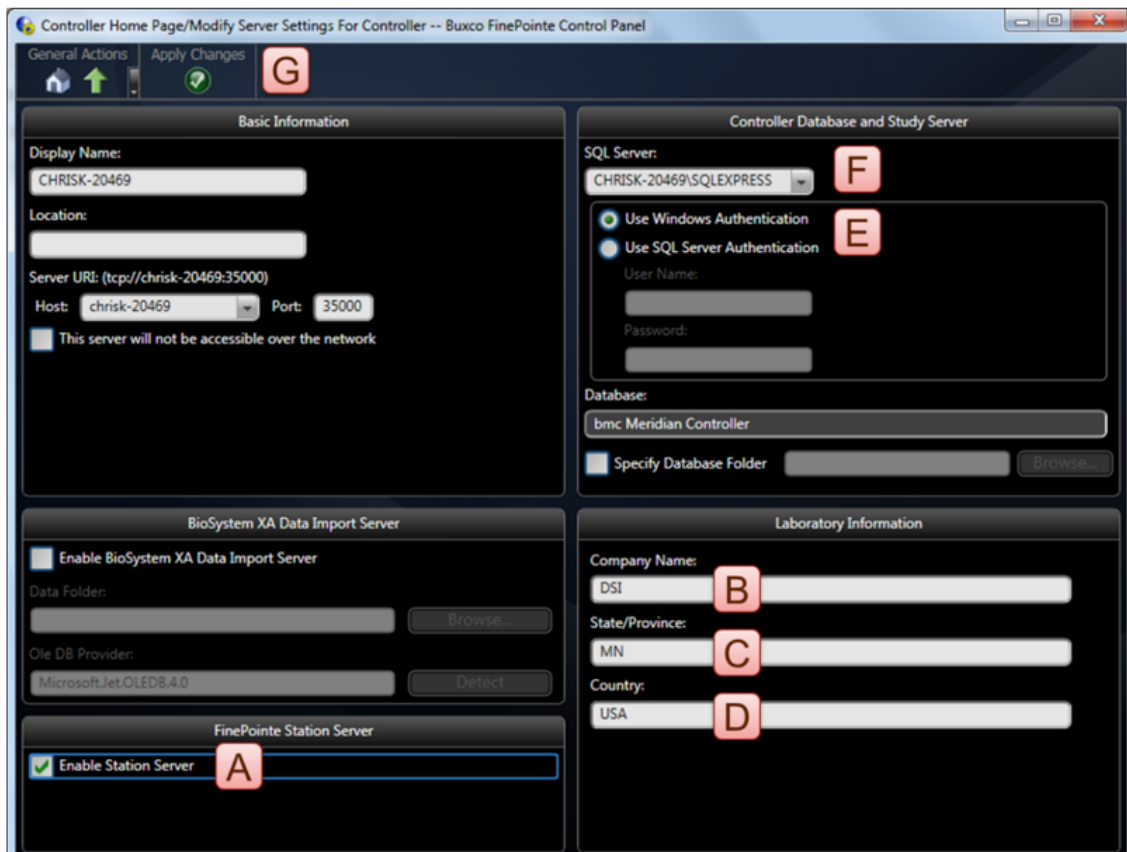 Controller Home Page/Modify Server Settings For Controller -- Buxco FinePointe Control Panel
General Actions
Apply Changes
G
Basic Information
Display Name:
CHRISK-20469
Location:
Server URI: (tcp://chrisk-20469:35000)
Host: chrisk-20469 Port: 35000
This server will not be accessible over the network
Controller Database and Study Server
SQL Server:
CHRISK-20469\SQLEXPRESS
F
Use Windows Authentication
E
Use SQL Server Authentication
User Name:
Password:
Database:
bmc Meridian Controller
Specify Database Folder Browse...
BioSystem XA Data Import Server
Enable BioSystem XA Data Import Server
Data Folder:
Browse...
Ole DB Provider:
Microsoft.Jet.OLEDB.4.0 Detect
Laboratory Information
Company Name:
DSI B
State/Province:
MN C
Country:
USA D
FinePointe Station Server
Enable Station Server A